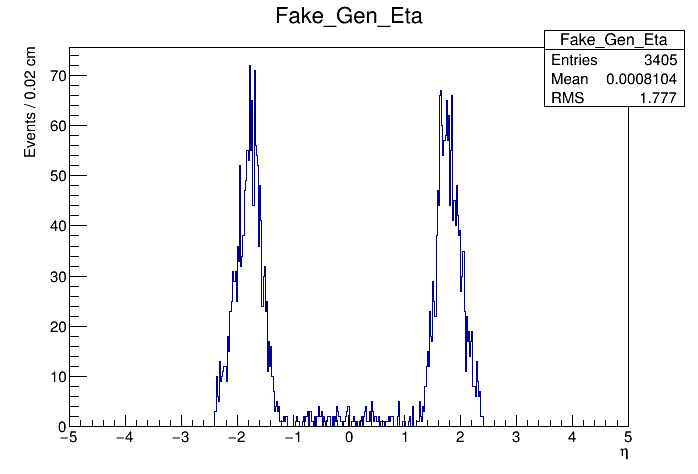 Fake_Gen_Eta
Fake_Gen_Eta
Entries 3405
Mean 0.0008104
RMS 1.777
Events / 0.02 cm
70
60
50
40
30
20
10
0
−5 −4 −3 −2 −1 0 1 2 3 4 5
η